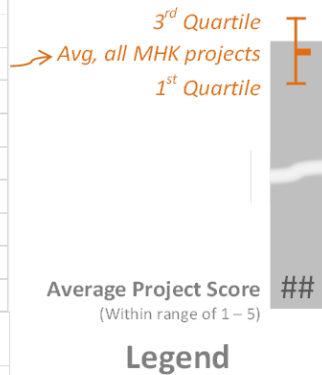 3rd Quartile
Avg, all MHK projects
1st Quartile
Average Project Score ##
(Within range of 1 – 5)
Legend